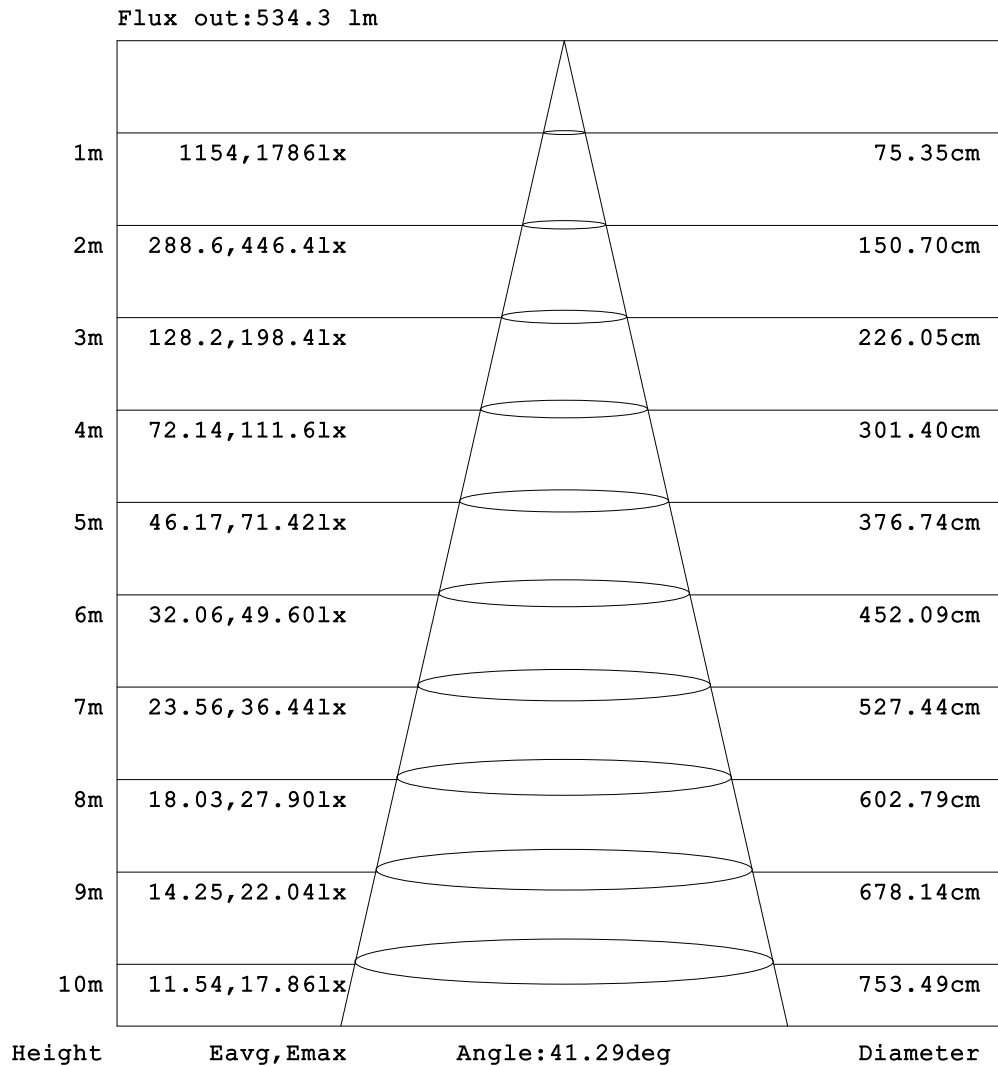 Flux out:534.3 lm
1m 1154,1786lx 75.35cm
2m 288.6,446.4lx 150.70cm
3m 128.2,198.4lx 226.05cm
4m 72.14,111.6lx 301.40cm
5m 46.17,71.42lx 376.74cm
6m 32.06,49.60lx 452.09cm
7m 23.56,36.44lx 527.44cm
8m 18.03,27.90lx 602.79cm
9m 14.25,22.04lx 678.14cm
10m 11.54,17.86lx 753.49cm
Height Eavg,Emax Angle:41.29deg Diameter